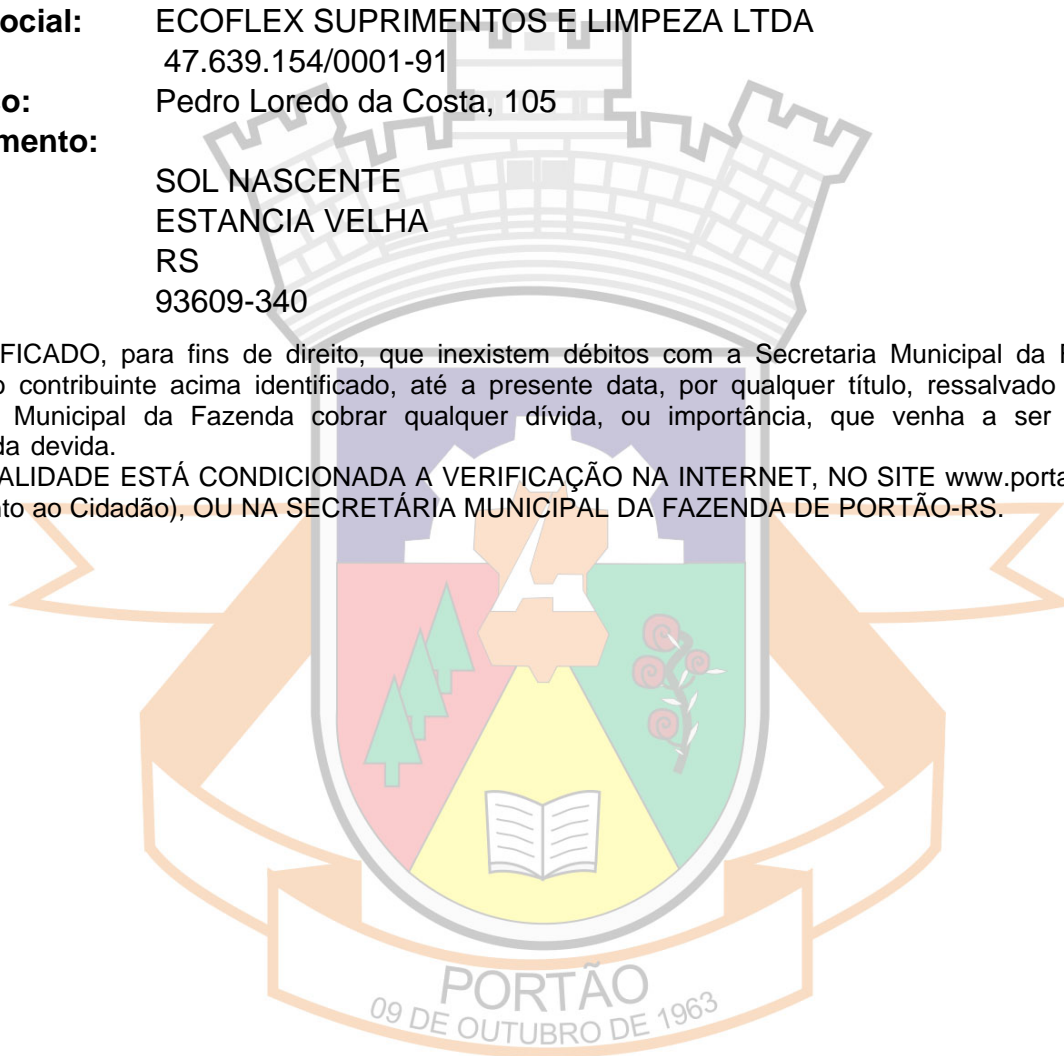 ocial: ECOFLEX SUPRIMENTOS E LIMPEZA LTDA
47.639.154/0001-91
o: Pedro Loredo da Costa, 105
mento:
SOL NASCENTE
ESTANCIA VELHA
RS
93609-340
FICADO, para fins de direito, que inexistem débitos com a Secretaria Municipal da
o contribuinte acima identificado, até a presente data, por qualquer título, ressalvado
Municipal da Fazenda cobrar qualquer dívida, ou importância, que venha a ser
da devida.
ALIDADE ESTÁ CONDICIONADA A VERIFICAÇÃO NA INTERNET, NO SITE www.porta
nto ao Cidadão), OU NA SECRETÁRIA MUNICIPAL DA FAZENDA DE PORTÃO-RS.
PORTÃO
09 DE OUTUBRO DE 1963